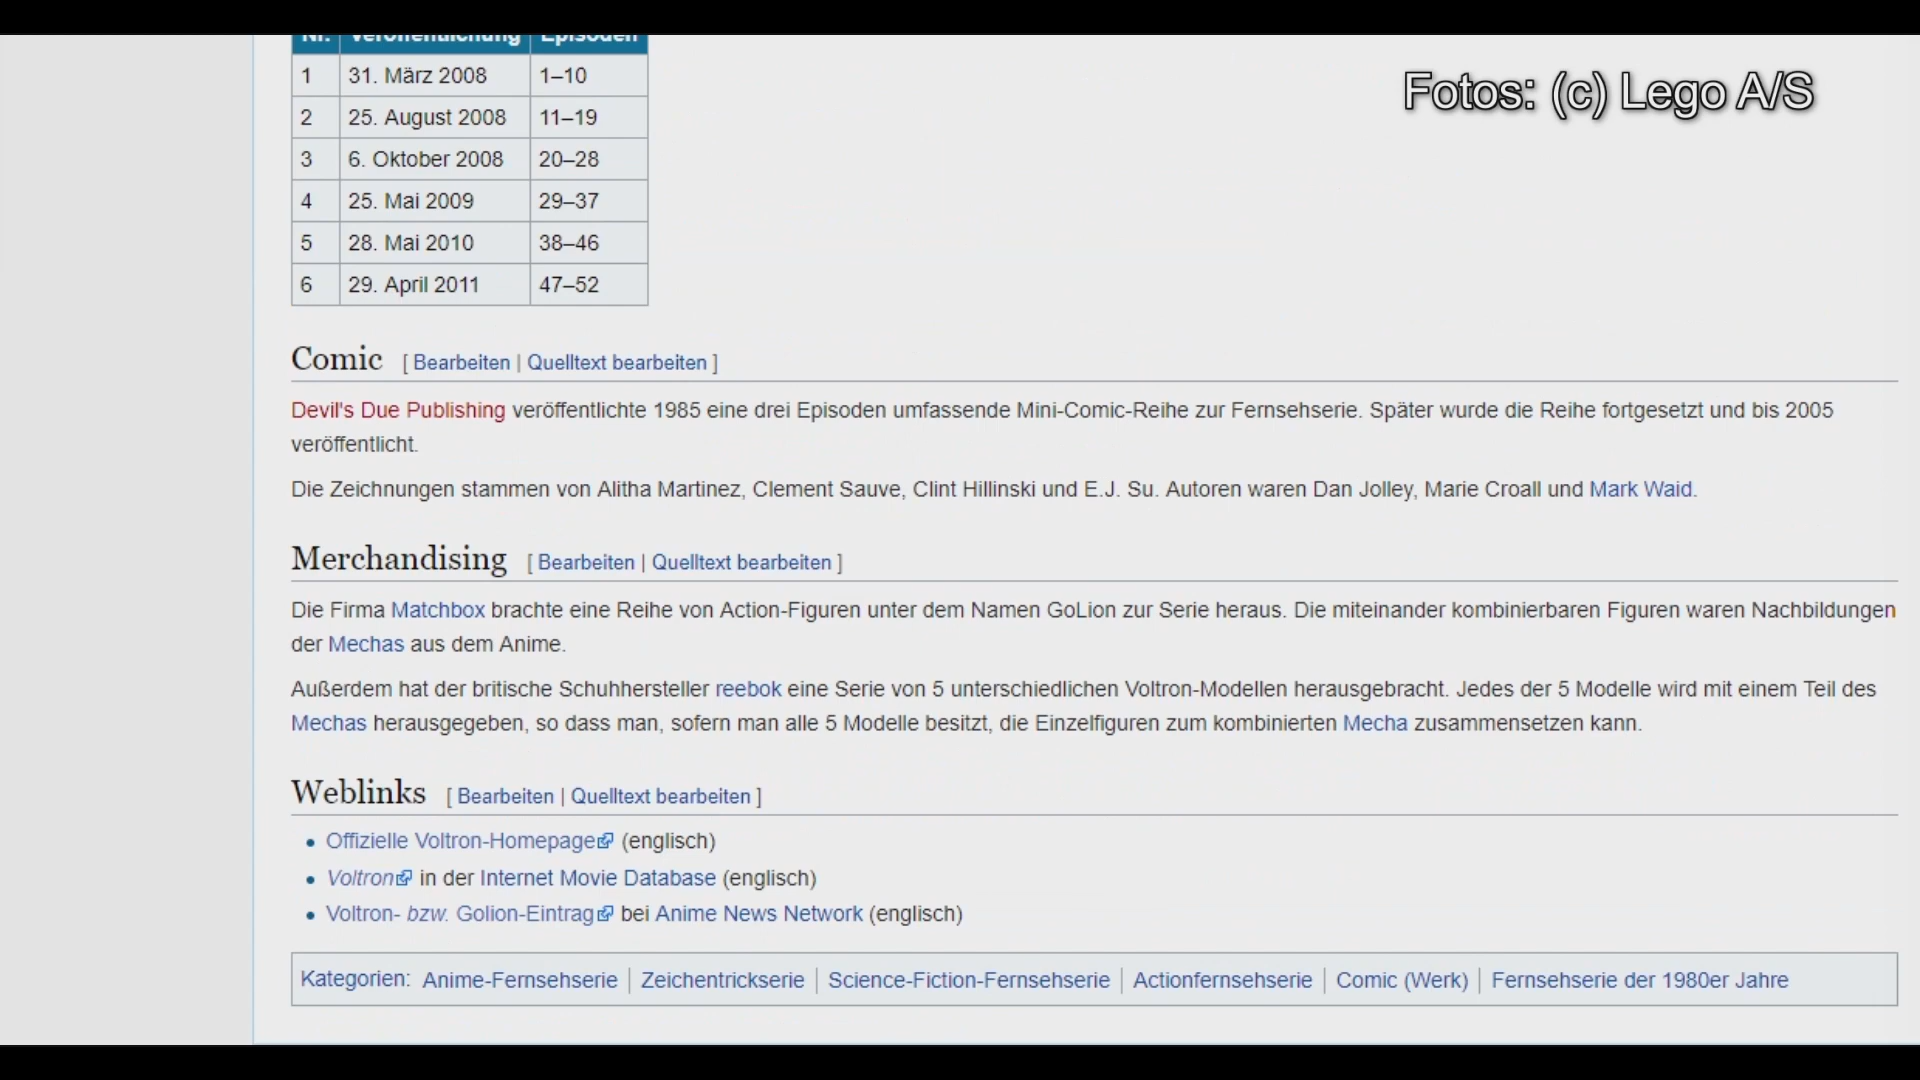 Nr. Veröffentlichung Episoden
Fotos: (c) Lego A/S
1 31. März 2008 1–10
2 25. August 2008 11–19
3 6. Oktober 2008 20–28
4 25. Mai 2009 29–37
5 28. Mai 2010 38–46
6 29. April 2011 47–52
Comic [ Bearbeiten | Quelltext bearbeiten ]
Devil's Due Publishing veröffentlichte 1985 eine drei Episoden umfassende Mini-Comic-Reihe zur Fernsehserie. Später wurde die Reihe fortgesetzt und bis 2005
veröffentlicht.
Die Zeichnungen stammen von Alitha Martinez, Clement Sauve, Clint Hillinski und E.J. Su. Autoren waren Dan Jolley, Marie Croall und Mark Waid.
Merchandising [ Bearbeiten | Quelltext bearbeiten ]
Die Firma Matchbox brachte eine Reihe von Action-Figuren unter dem Namen GoLion zur Serie heraus. Die miteinander kombinierbaren Figuren waren Nachbildungen
der Mechas aus dem Anime.
Außerdem hat der britische Schuhhersteller reebok eine Serie von 5 unterschiedlichen Voltron-Modellen herausgebracht. Jedes der 5 Modelle wird mit einem Teil des
Mechas herausgegeben, so dass man, sofern man alle 5 Modelle besitzt, die Einzelfiguren zum kombinierten Mecha zusammensetzen kann.
Weblinks [ Bearbeiten | Quelltext bearbeiten ]
• Offizielle Voltron-Homepage (englisch)
• Voltron in der Internet Movie Database (englisch)
• Voltron- bzw. Golion-Eintrag bei Anime News Network (englisch)
Kategorien: Anime-Fernsehserie | Zeichentrickserie | Science-Fiction-Fernsehserie | Actionfernsehserie | Comic (Werk) | Fernsehserie der 1980er Jahre